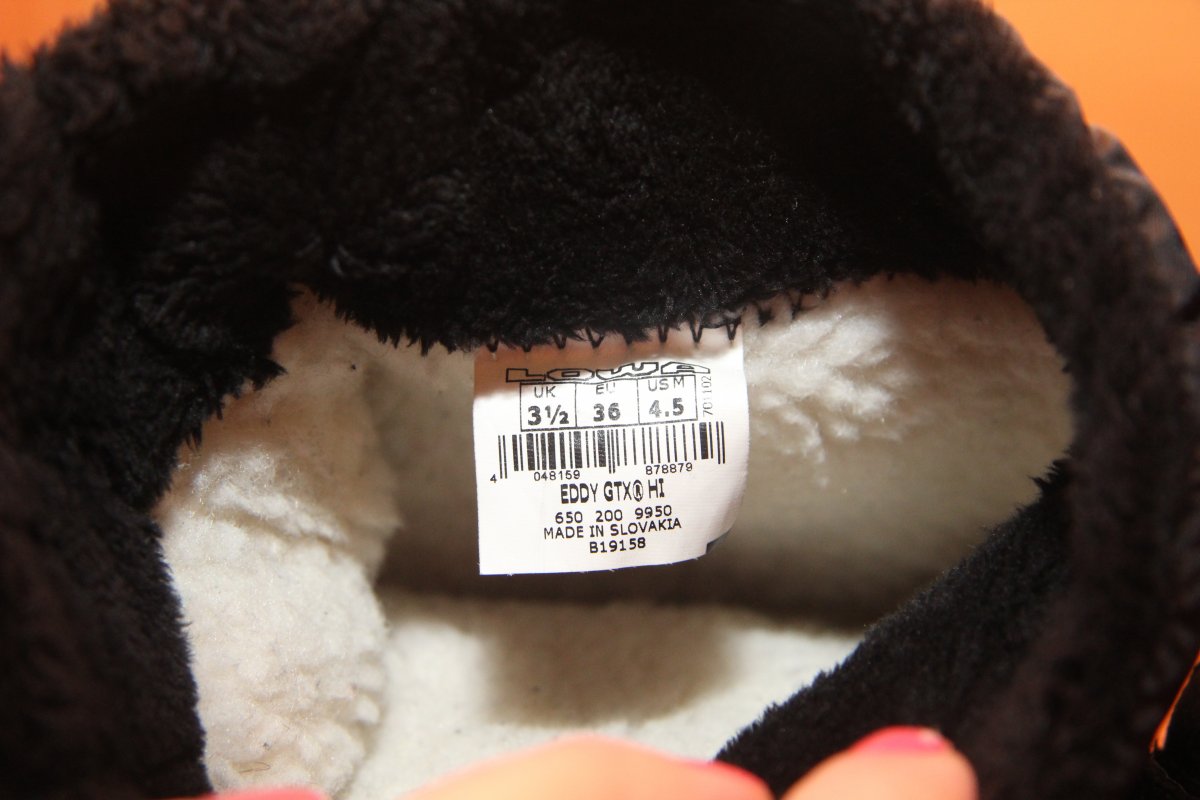 LOWA
UK EU US M
3½ 36 4.5
701102
4 048159 878879
EDDY GTX® HI
650 200 9950
MADE IN SLOVAKIA
B19158